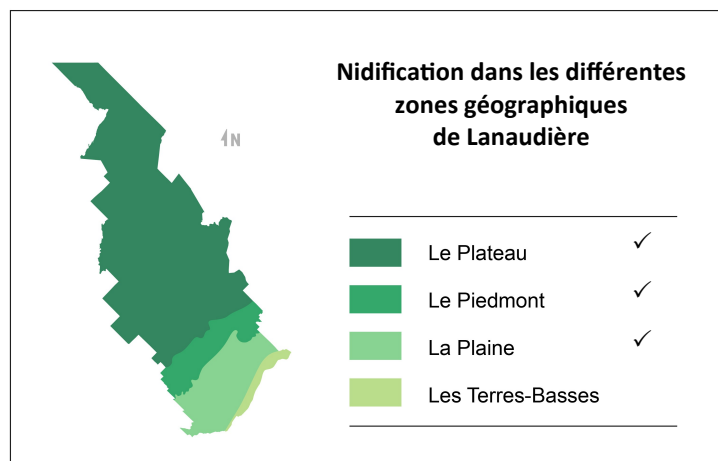 Nidification dans les différentes
zones géographiques
de Lanaudière
N
Le Plateau ✓
Le Piedmont ✓
La Plaine ✓
Les Terres-Basses